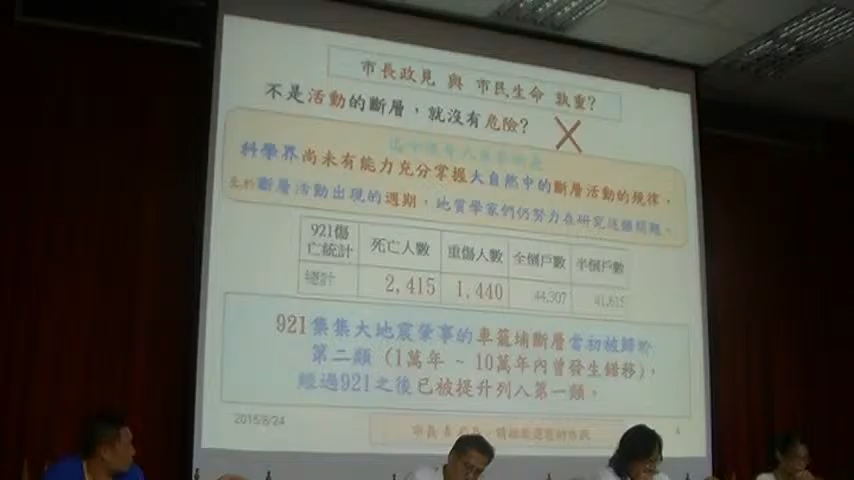 市長政見 與 市民生命 孰重?
不是活動的斷層，就沒有危險?
科學界尚未有能力充分掌握大自然中的斷層活動的規律，
至於斷層活動出現的週期，地質學家們仍努力在研究這個問題。
921傷亡統計 死亡人數 重傷人數 全倒戶數 半倒戶數
總計 2,415 1,440 44,307
921集集大地震肇事的車籠埔斷層當初被歸於
第二類 (1萬年 ~ 10萬年內曾發生錯移)，
經過921之後已被提升列入第一類。
2015/8/24
4